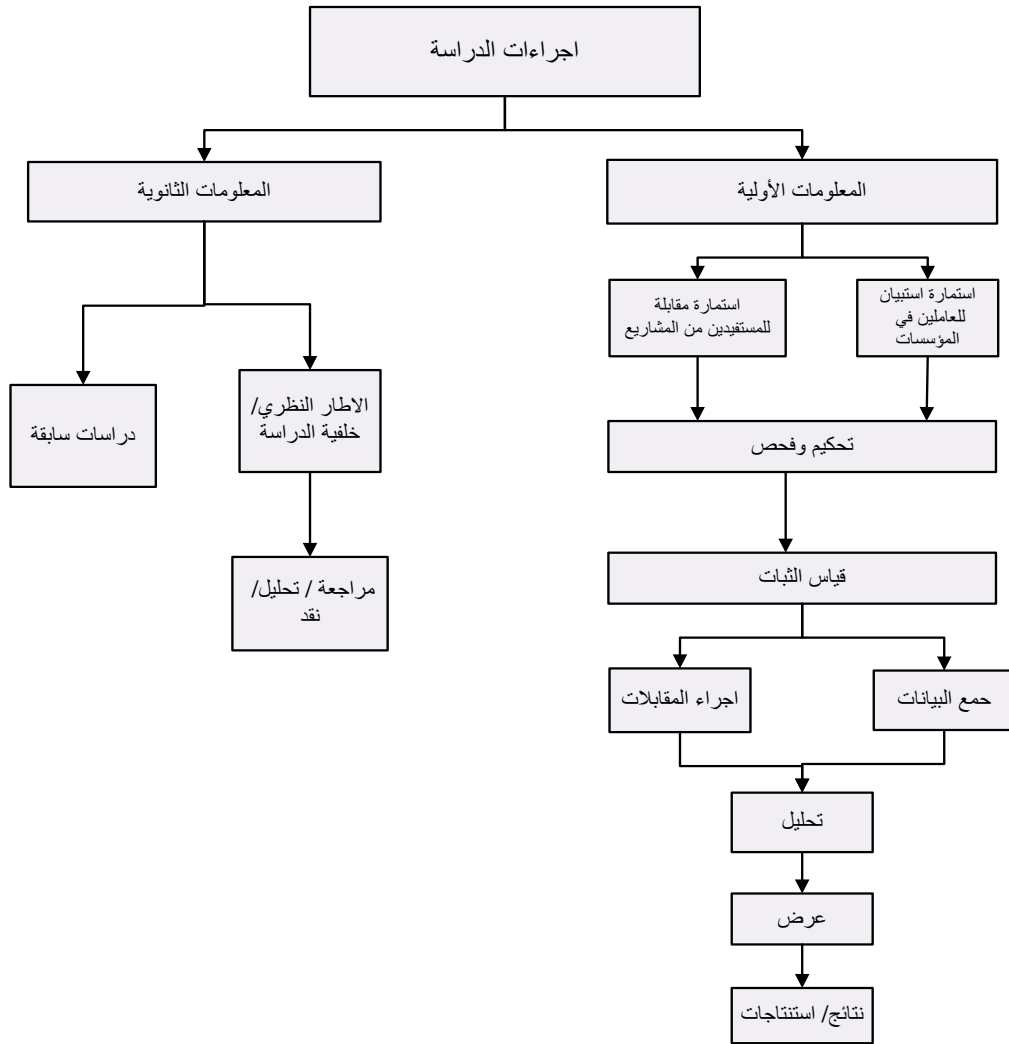 اجراءات الدراسة
المعلومات الأولية
المعلومات الثانوية
استمارة استبيان
للعاملين في
المؤسسات
استمارة مقابلة
للمستفيدين من المشاريع
الاطار النظري/
خلفية الدراسة
دراسات سابقة
تحكيم وفحص
قياس الثبات
مراجعة / تحليل/
نقد
حمع البيانات
اجراء المقابلات
تحليل
عرض
نتائج/ استنتاجات